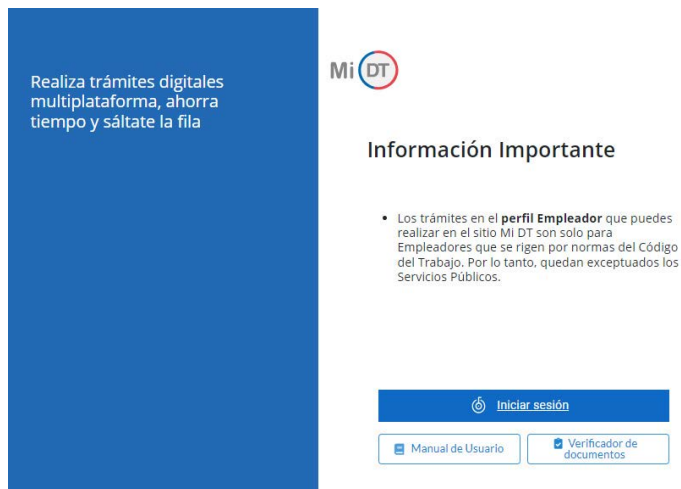 Realiza trámites digitales
multiplataforma, ahorra
tiempo y sáltate la fila
Mi DT
Información Importante
• Los trámites en el perfil Empleador que puedes
realizar en el sitio Mi DT son solo para
Empleadores que se rigen por normas del Código
del Trabajo. Por lo tanto, quedan exceptuados los
Servicios Públicos.
Iniciar sesión
Manual de Usuario
Verificador de
documentos